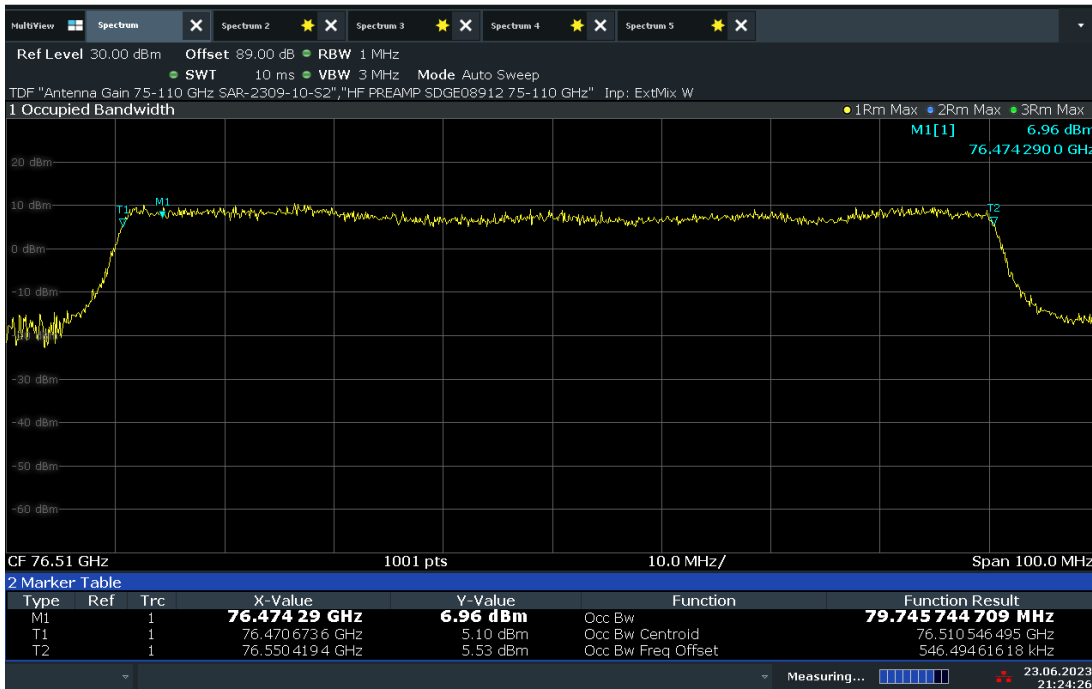 MultiView Spectrum Spectrum 2 Spectrum 3 Spectrum 4 Spectrum 5
Ref Level 30.00 dBm Offset 89.00 dB RBW 1 MHz
SWT 10 ms VBW 3 MHz Mode Auto Sweep
TDF "Antenna Gain 75-110 GHz SAR-2309-10-S2","HF PREAMP SDGE08912 75-110 GHz" Inp: ExtMix W
1 Occupied Bandwidth 1Rm Max 2Rm Max 3Rm Max
M1[1] 6.96 dBm
76.474 290 0 GHz
20 dBm
10 dBm
T1 M1 T2
0 dBm
-10 dBm
-30 dBm
-40 dBm
-50 dBm
-60 dBm
CF 76.51 GHz 1001 pts 10.0 MHz/ Span 100.0 MHz
2 Marker Table
Type Ref Trc X-Value Y-Value Function Function Result
M1 1 76.474 29 GHz 6.96 dBm Occ Bw 79.745 744 709 MHz
T1 1 76.470 673 6 GHz 5.10 dBm Occ Bw Centroid 76.510 546 495 GHz
T2 1 76.550 419 4 GHz 5.53 dBm Occ Bw Freq Offset 546.494 616 18 kHz
Measuring... 23.06.2023
21:24:26